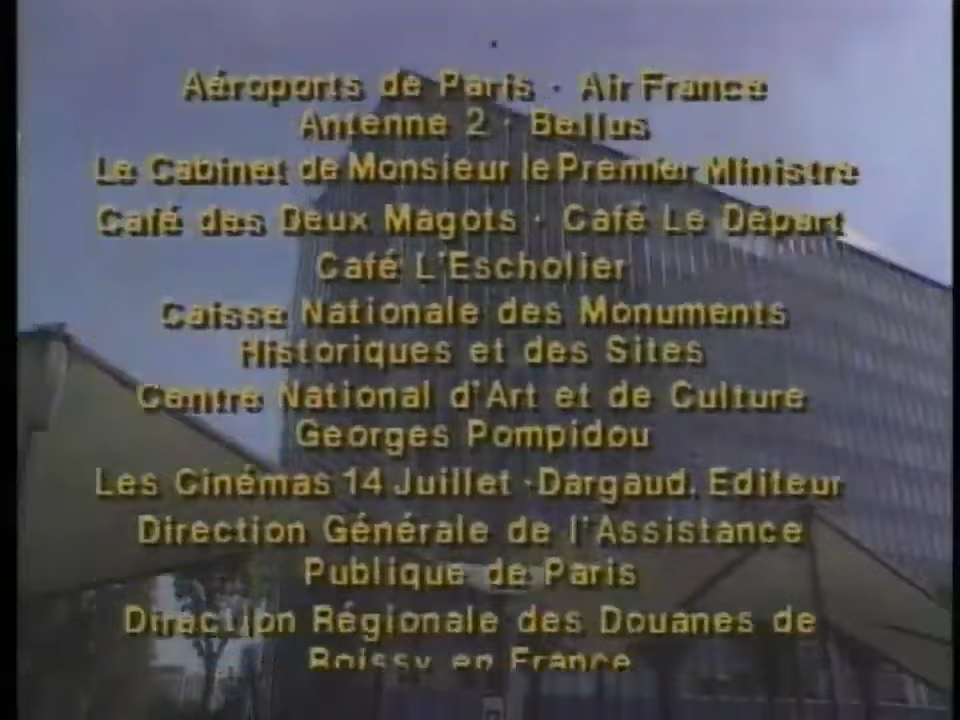 Aéroports de Paris · Air France
Antenne 2 · Bellus
Le Cabinet de Monsieur le Premier Ministre
Café des Deux Magots · Café Le Départ
Café L'Escholier
Caisse Nationale des Monuments
Historiques et des Sites
Centre National d'Art et de Culture
Georges Pompidou
Les Cinémas 14 Juillet · Dargaud. Editeur
Direction Générale de l'Assistance
Publique de Paris
Direction Régionale des Douanes de
Roissy en France